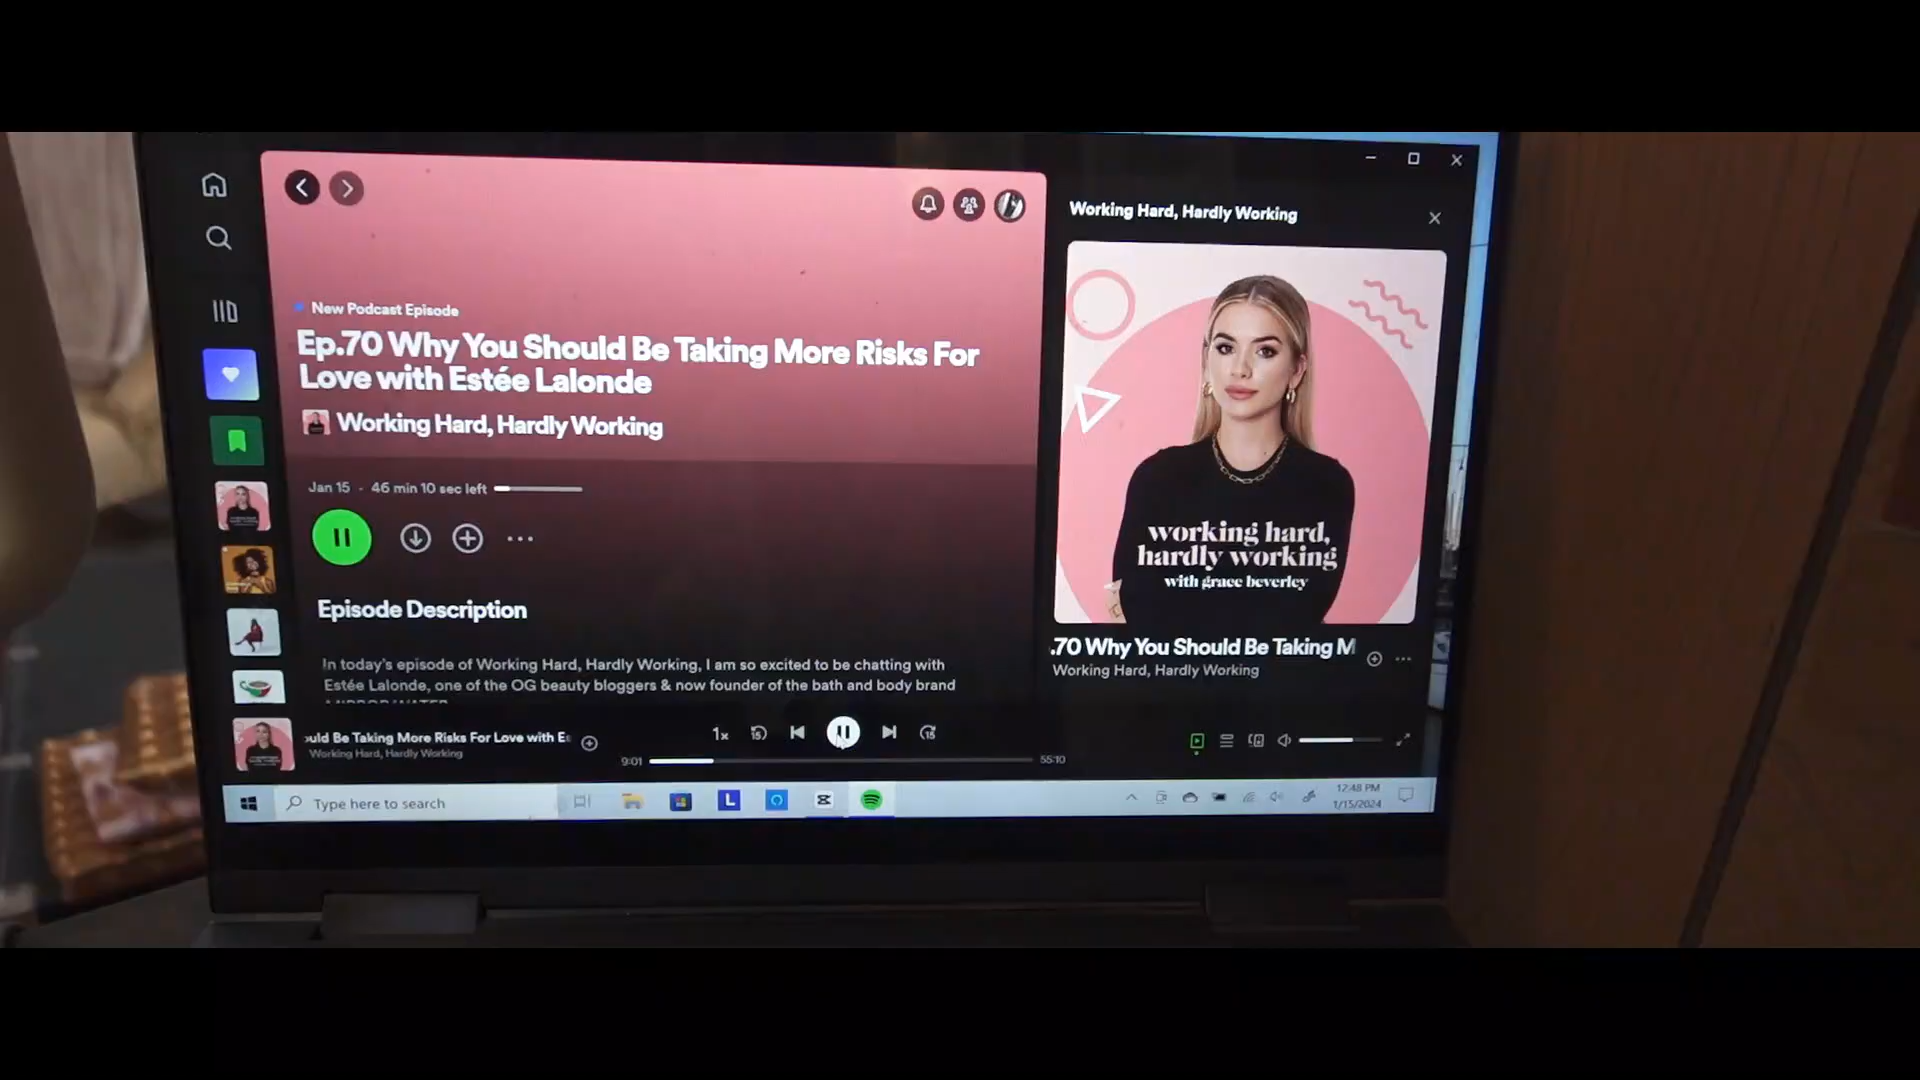 New Podcast Episode
Ep.70 Why You Should Be Taking More Risks For
Love with Estée Lalonde
Working Hard, Hardly Working
Jan 15 - 46 min 10 sec left
Episode Description
In today's episode of Working Hard, Hardly Working, I am so excited to be chatting with
Estée Lalonde, one of the OG beauty bloggers & now founder of the bath and body brand
Working Hard, Hardly Working
working hard,
hardly working
with grace beverley
.70 Why You Should Be Taking M
Working Hard, Hardly Working
ould Be Taking More Risks For Love with Es
Working Hard, Hardly Working
1x
15
15
9:01
55:10
Type here to search
L
12:48 PM
1/15/2024